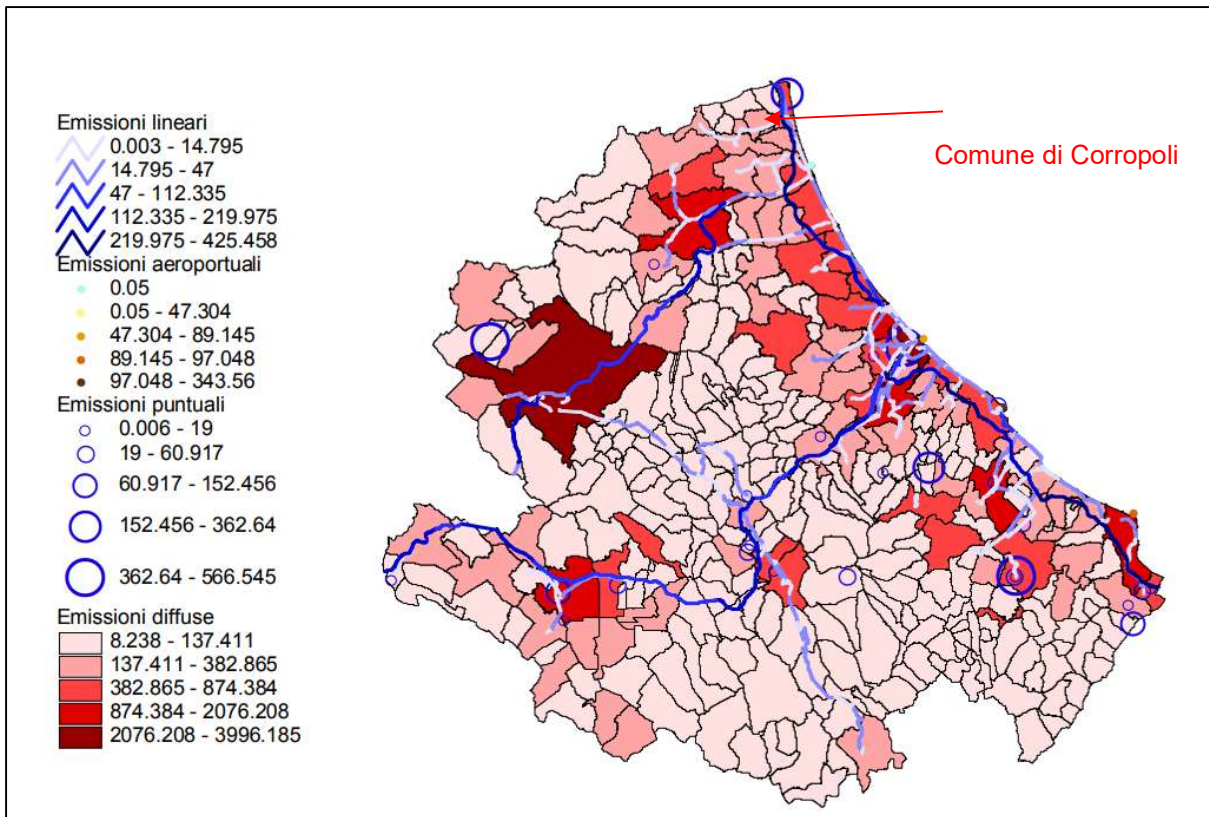 Emissioni lineari
0.003 - 14.795
14.795 - 47
47 - 112.335
112.335 - 219.975
219.975 - 425.458
Emissioni aeroportuali
0.05
0.05 - 47.304
47.304 - 89.145
89.145 - 97.048
97.048 - 343.56
Emissioni puntuali
0.006 - 19
19 - 60.917
60.917 - 152.456
152.456 - 362.64
362.64 - 566.545
Emissioni diffuse
8.238 - 137.411
137.411 - 382.865
382.865 - 874.384
874.384 - 2076.208
2076.208 - 3996.185
Comune di Corropoli